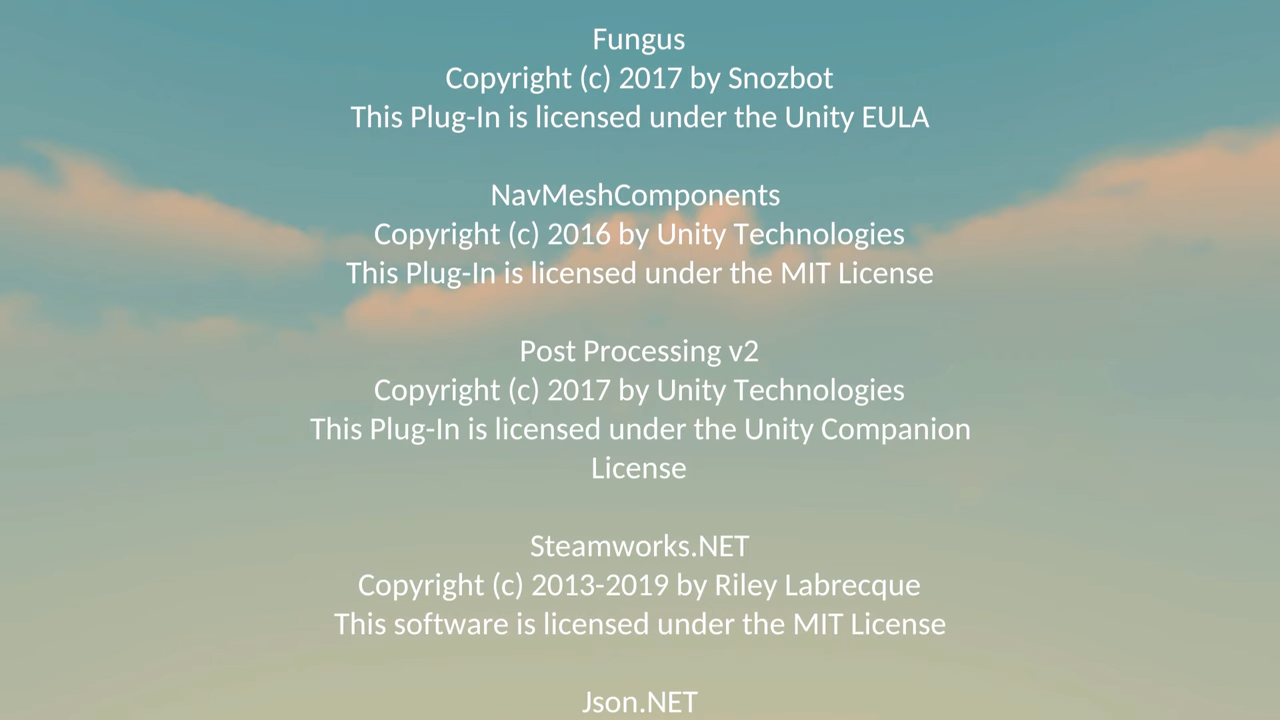 Fungus
Copyright (c) 2017 by Snozbot
This Plug-In is licensed under the Unity EULA
NavMeshComponents
Copyright (c) 2016 by Unity Technologies
This Plug-In is licensed under the MIT License
Post Processing v2
Copyright (c) 2017 by Unity Technologies
This Plug-In is licensed under the Unity Companion
License
Steamworks.NET
Copyright (c) 2013-2019 by Riley Labrecque
This software is licensed under the MIT License
Json.NET